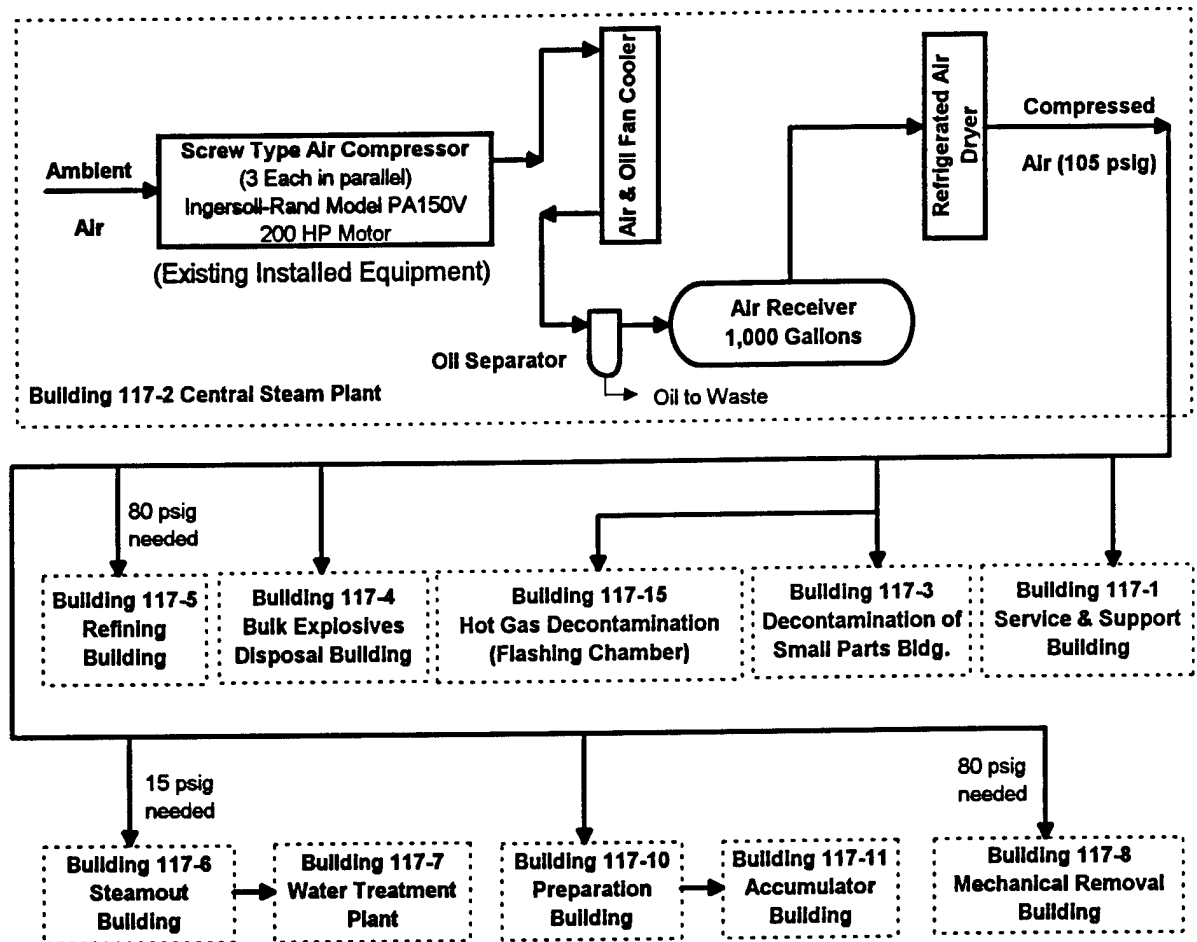 Ambient
Air
Screw Type Air Compressor
(3 Each in parallel)
Ingersoll-Rand Model PA150V
200 HP Motor
(Existing Installed Equipment)
Air & Oil Fan Cooler
Oil Separator
Oil to Waste
Air Receiver
1,000 Gallons
Refrigerated Air
Dryer
Compressed
Air (105 psig)
Building 117-2 Central Steam Plant
80 psig
needed
Building 117-5
Refining
Building
Building 117-4
Bulk Explosives
Disposal Building
Building 117-15
Hot Gas Decontamination
(Flashing Chamber)
Building 117-3
Decontamination of
Small Parts Bldg.
Building 117-1
Service & Support
Building
15 psig
needed
80 psig
needed
Building 117-6
Steamout
Building
Building 117-7
Water Treatment
Plant
Building 117-10
Preparation
Building
Building 117-11
Accumulator
Building
Building 117-8
Mechanical Removal
Building